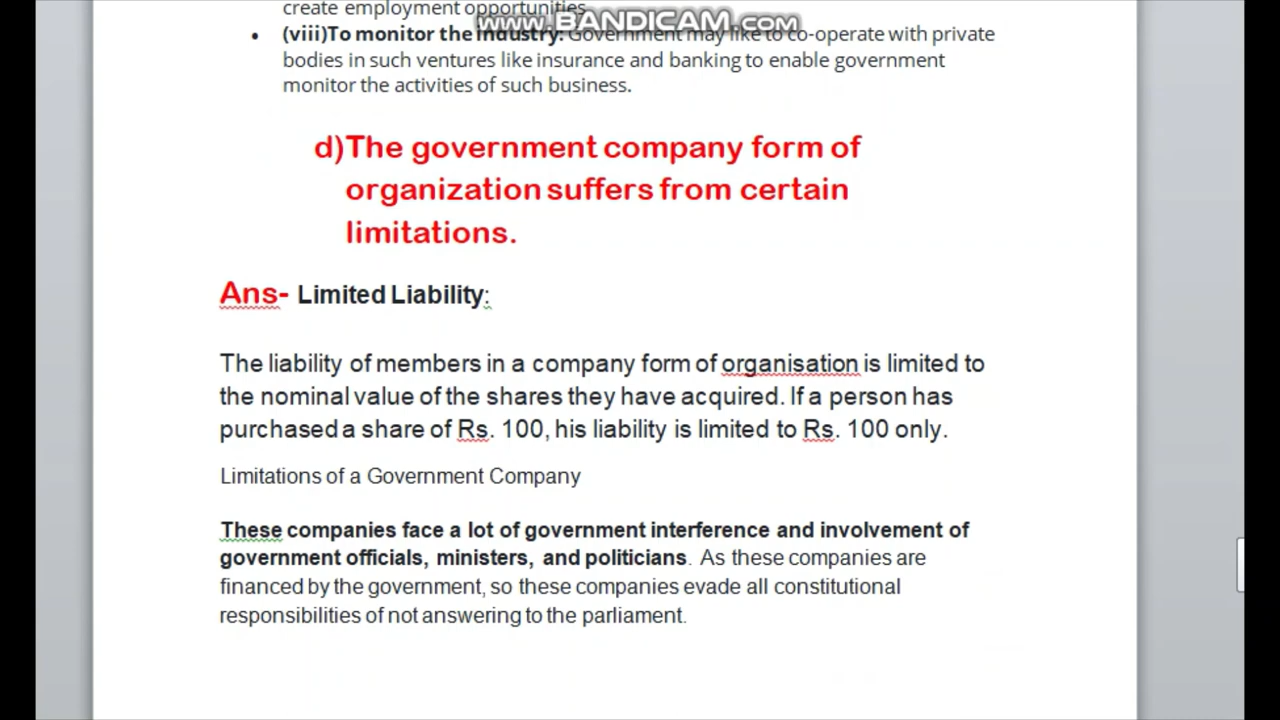 create employment opportunities
www.BANDICAM.com
• (viii)To monitor the industry: Government may like to co-operate with private
bodies in such ventures like insurance and banking to enable government
monitor the activities of such business.
d)The government company form of
organization suffers from certain
limitations.
Ans- Limited Liability:
The liability of members in a company form of organisation is limited to
the nominal value of the shares they have acquired. If a person has
purchased a share of Rs. 100, his liability is limited to Rs. 100 only.
Limitations of a Government Company
These companies face a lot of government interference and involvement of
government officials, ministers, and politicians. As these companies are
financed by the government, so these companies evade all constitutional
responsibilities of not answering to the parliament.